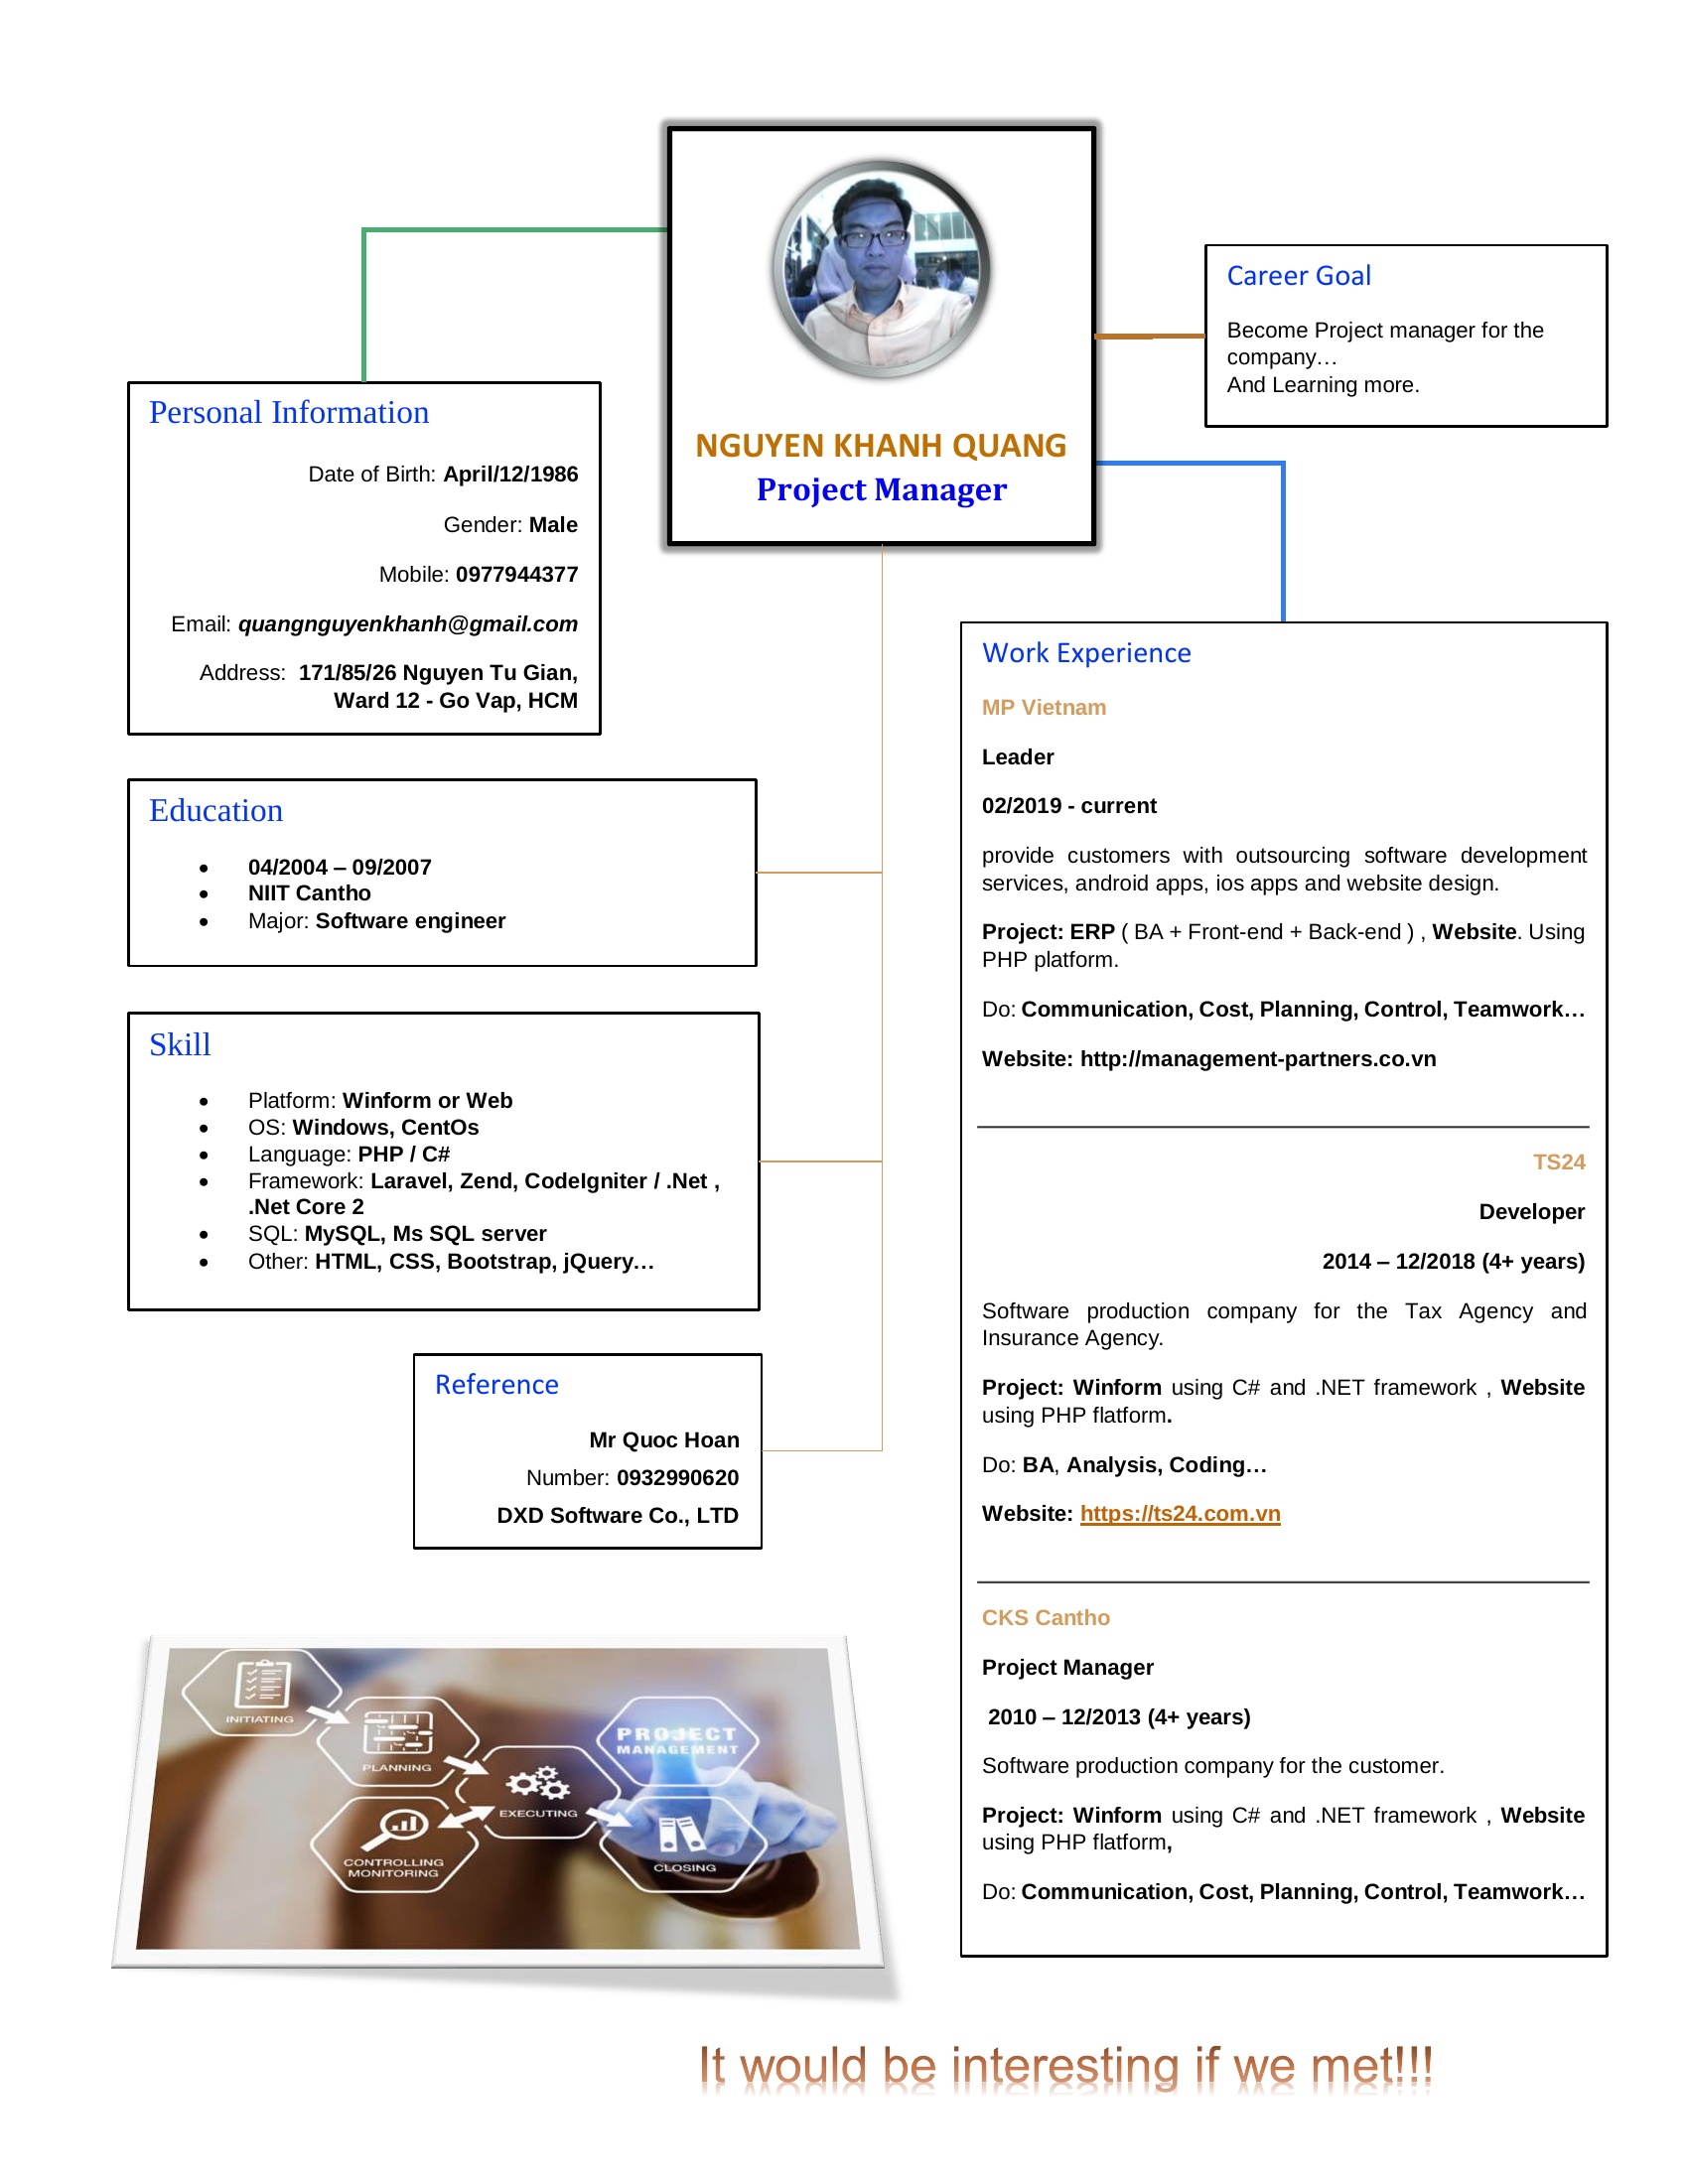 NGUYEN KHANH QUANG
Project Manager
Career Goal
Become Project manager for the
company…
And Learning more.
Personal Information
Date of Birth: April/12/1986
Gender: Male
Mobile: 0977944377
Email: quangnguyenkhanh@gmail.com
Address:  171/85/26 Nguyen Tu Gian,
Ward 12 - Go Vap, HCM
Education
• 04/2004 – 09/2007
• NIIT Cantho
• Major: Software engineer
Skill
• Platform: Winform or Web
• OS: Windows, CentOs
• Language: PHP / C#
• Framework: Laravel, Zend, CodeIgniter / .Net ,
.Net Core 2
• SQL: MySQL, Ms SQL server
• Other: HTML, CSS, Bootstrap, jQuery…
Reference
Mr Quoc Hoan
Number: 0932990620
DXD Software Co., LTD
INITIATING
PLANNING
EXECUTING
PROJECT
MANAGEMENT
CONTROLLING
MONITORING
CLOSING
Work Experience
MP Vietnam
Leader
02/2019 - current
provide customers with outsourcing software development
services, android apps, ios apps and website design.
Project: ERP ( BA + Front-end + Back-end ) , Website. Using
PHP platform.
Do: Communication, Cost, Planning, Control, Teamwork…
Website: http://management-partners.co.vn
TS24
Developer
2014 – 12/2018 (4+ years)
Software production company for the Tax Agency and
Insurance Agency.
Project: Winform using C# and .NET framework , Website
using PHP flatform.
Do: BA, Analysis, Coding…
Website: https://ts24.com.vn
CKS Cantho
Project Manager
2010 – 12/2013 (4+ years)
Software production company for the customer.
Project: Winform using C# and .NET framework , Website
using PHP flatform,
Do: Communication, Cost, Planning, Control, Teamwork…
It would be interesting if we met!!!